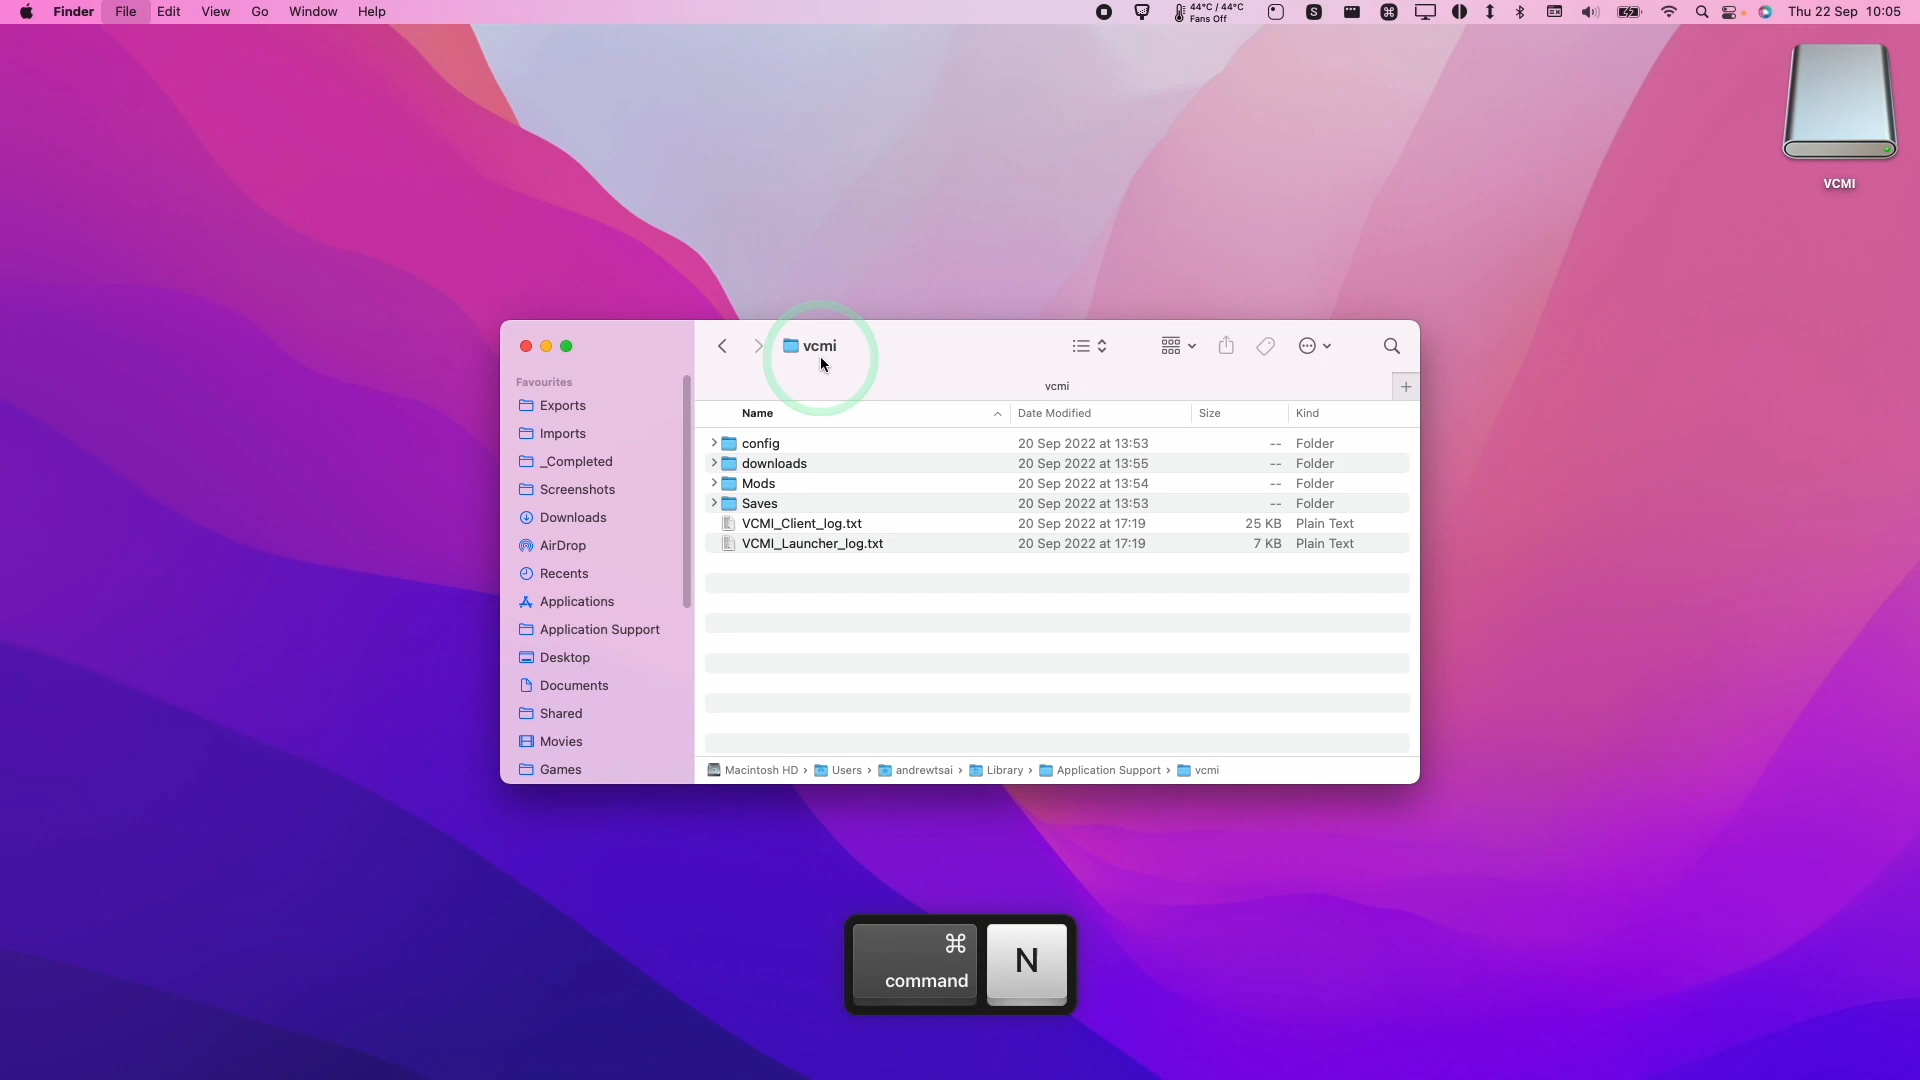 Finder File Edit View Go Window Help
44°C / 44°C
Fans Off
S
Thu 22 Sep 10:05
VCMI
vcmi
vcmi
Favourites
Exports
Imports
_Completed
Screenshots
Downloads
AirDrop
Recents
Applications
Application Support
Desktop
Documents
Shared
Movies
Games
Name Date Modified Size Kind
config 20 Sep 2022 at 13:53 -- Folder
downloads 20 Sep 2022 at 13:55 -- Folder
Mods 20 Sep 2022 at 13:54 -- Folder
Saves 20 Sep 2022 at 13:53 -- Folder
VCMI_Client_log.txt 20 Sep 2022 at 17:19 25 KB Plain Text
VCMI_Launcher_log.txt 20 Sep 2022 at 17:19 7 KB Plain Text
Macintosh HD › Users › andrewtsai › Library › Application Support › vcmi
⌘
command
N